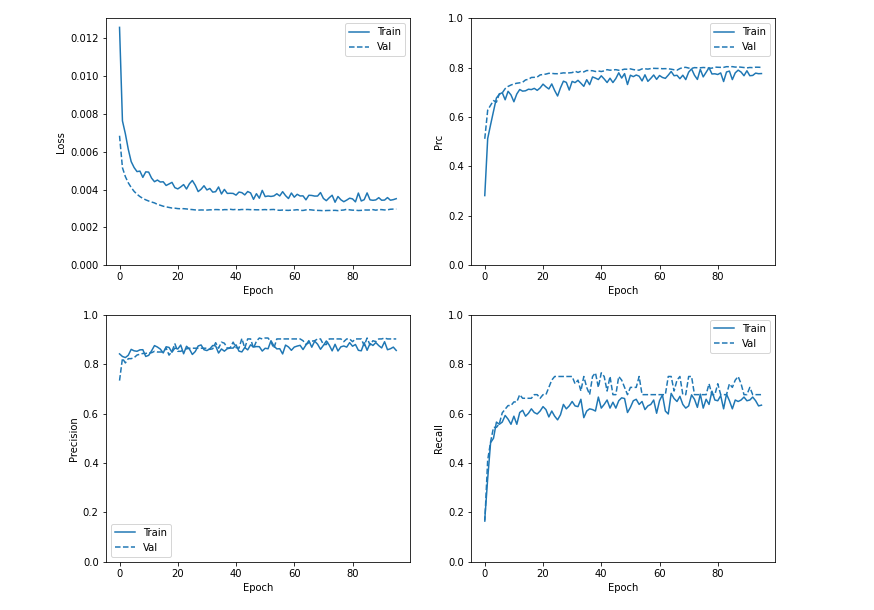 0.012
0.010
0.008
0.006
0.004
0.002
0.000
Loss
0 20 40 60 80
Epoch
Train
Val
1.0
0.8
0.6
0.4
0.2
0.0
Prc
0 20 40 60 80
Epoch
Train
Val
1.0
0.8
0.6
0.4
0.2
0.0
Precision
0 20 40 60 80
Epoch
Train
Val
1.0
0.8
0.6
0.4
0.2
0.0
Recall
0 20 40 60 80
Epoch
Train
Val